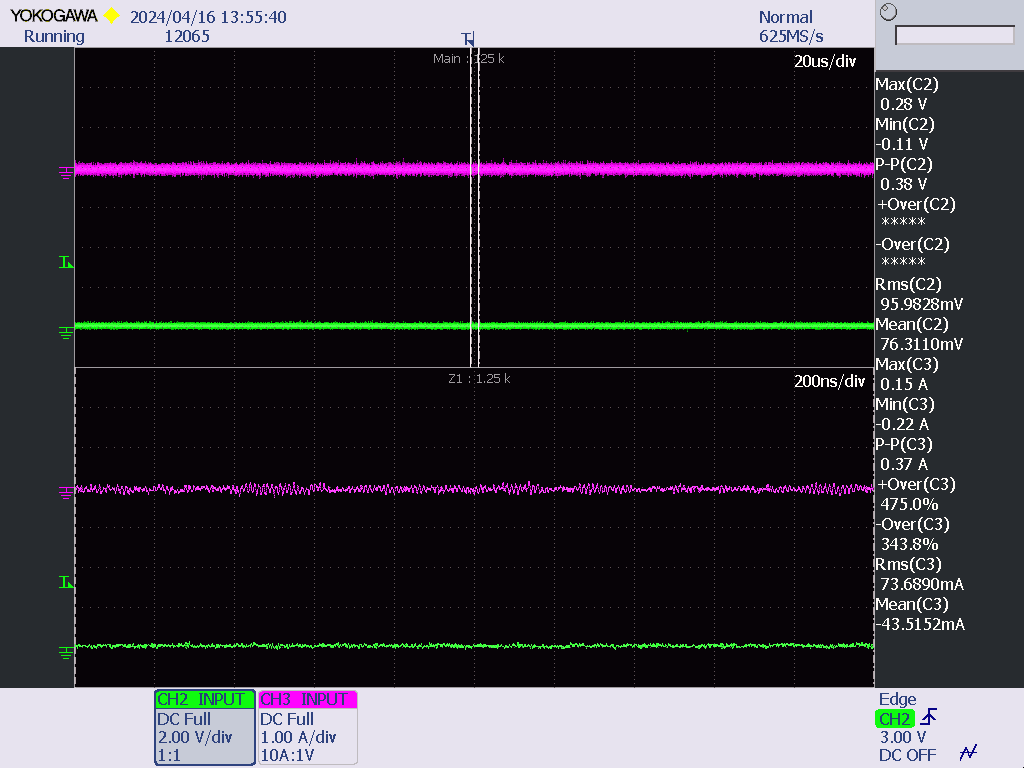 YOKOGAWA 2024/04/16 13:55:40 Normal
Running 12065 625MS/s
Main : 125 k
20us/div
Z1 : 1.25 k
200ns/div
Max(C2)
0.28 V
Min(C2)
-0.11 V
P-P(C2)
0.38 V
+Over(C2)
*****
-Over(C2)
*****
Rms(C2)
95.9828mV
Mean(C2)
76.3110mV
Max(C3)
0.15 A
Min(C3)
-0.22 A
P-P(C3)
0.37 A
+Over(C3)
475.0%
-Over(C3)
343.8%
Rms(C3)
73.6890mA
Mean(C3)
-43.5152mA
CH2 INPUT
DC Full
2.00 V/div
1:1
CH3 INPUT
DC Full
1.00 A/div
10A:1V
Edge
CH2
3.00 V
DC OFF